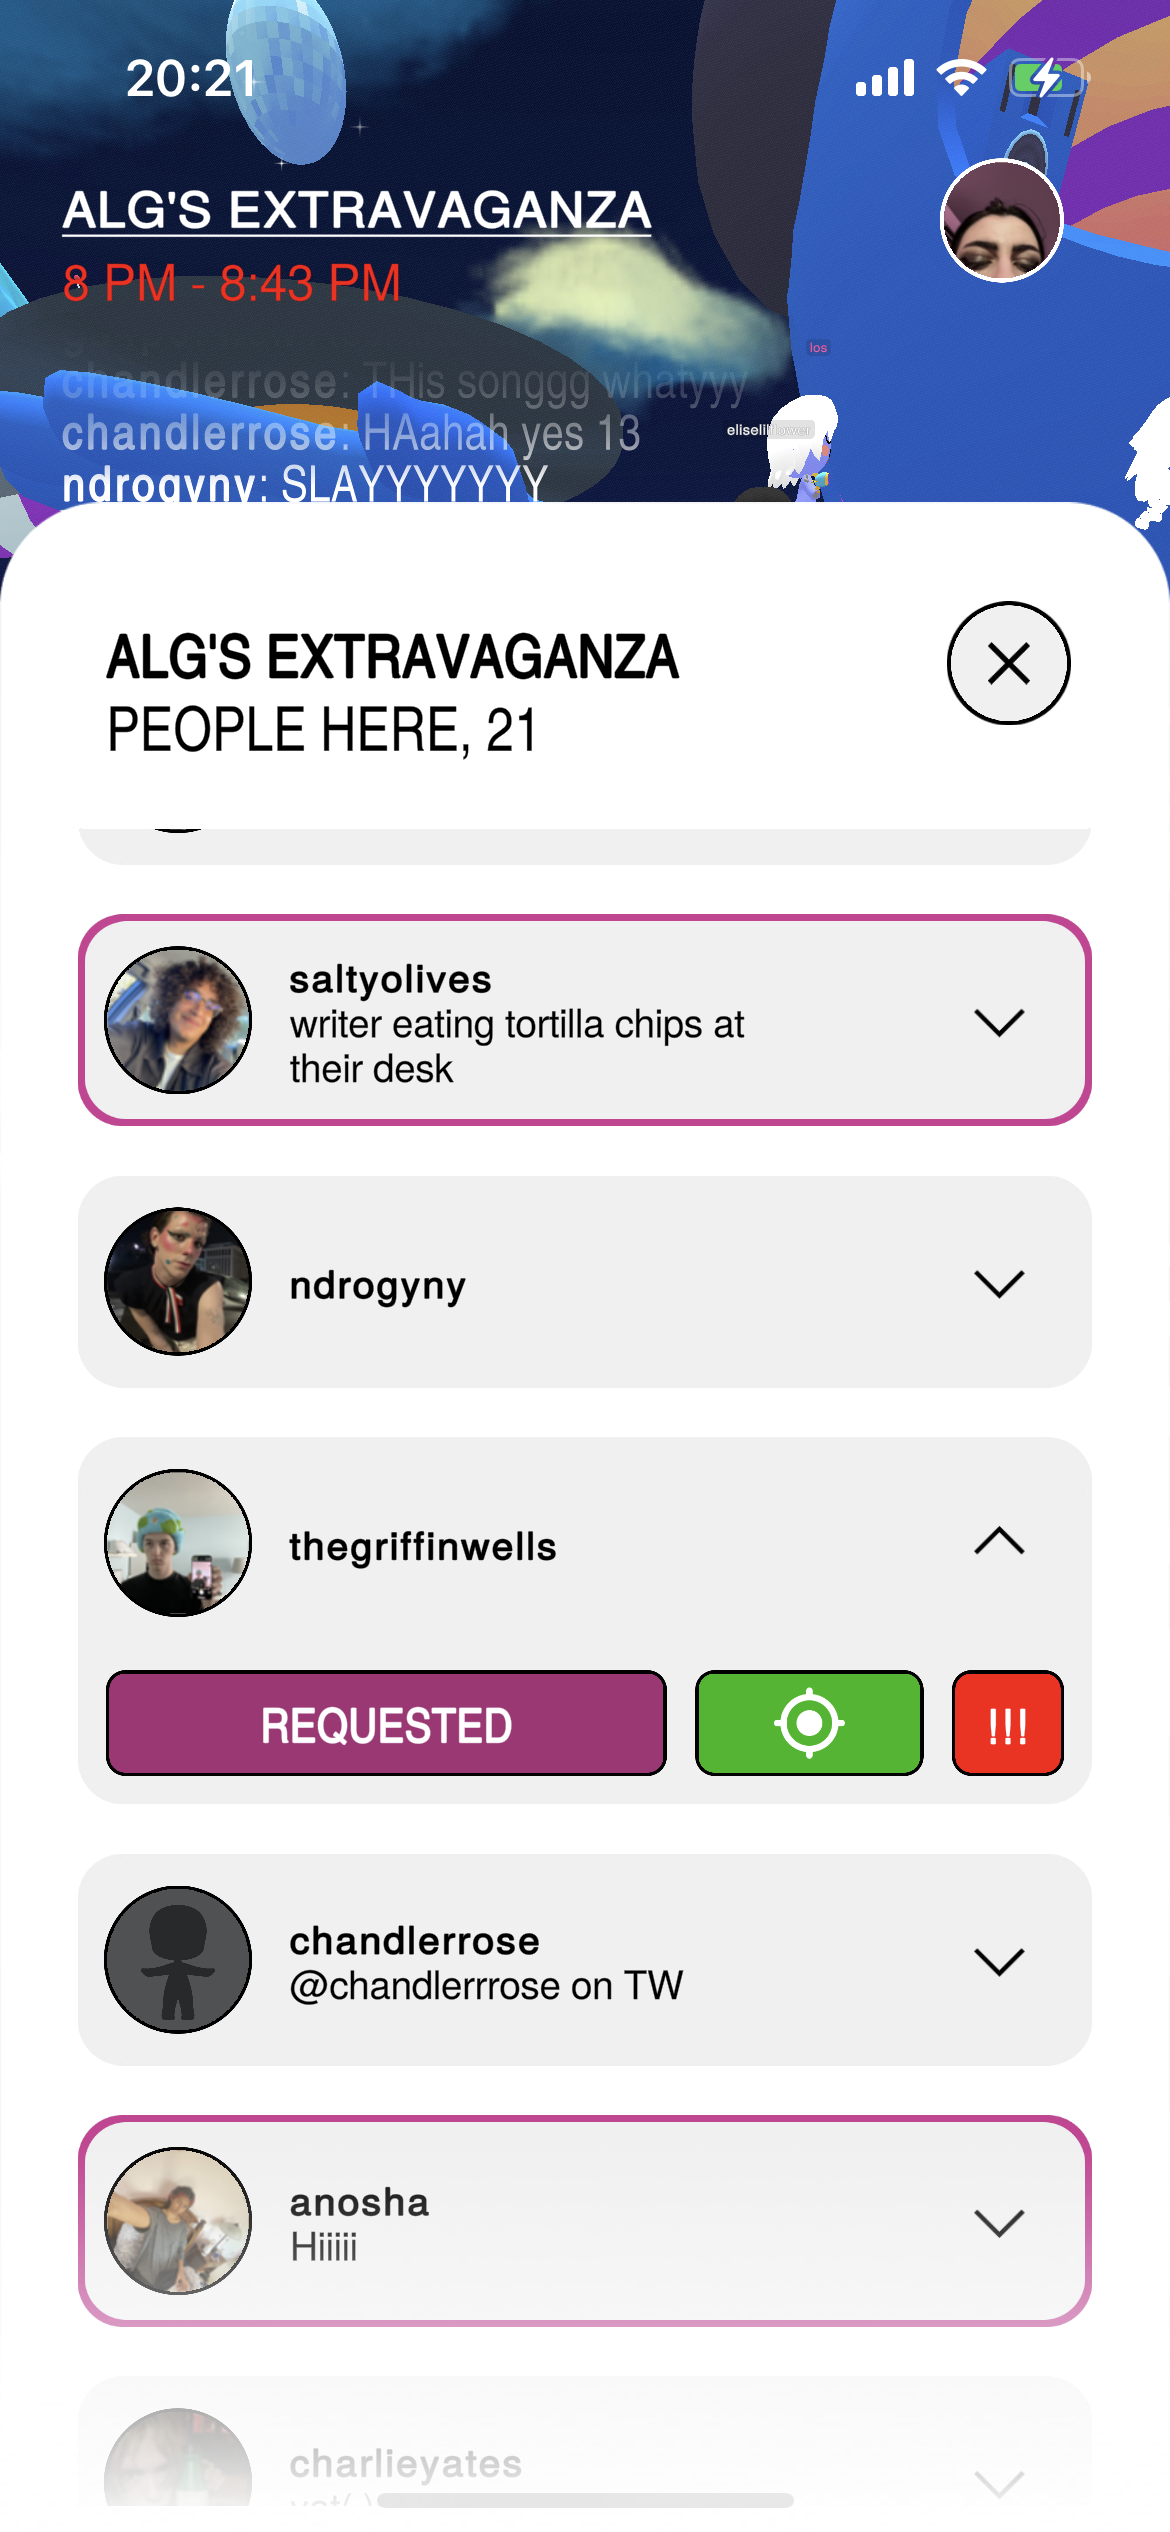 20:21
ALG'S EXTRAVAGANZA
8 PM - 8:43 PM
chandlerrose: THis songgg whatyyy
chandlerrose: HAahah yes 13
ndrogyny: SLAYYYYYYY
los
ALG'S EXTRAVAGANZA
PEOPLE HERE, 21
saltyolives
writer eating tortilla chips at
their desk
ndrogyny
thegriffinwells
REQUESTED
!!!
chandlerrose
@chandlerrrose on TW
anosha
Hiiiii
charlieyates